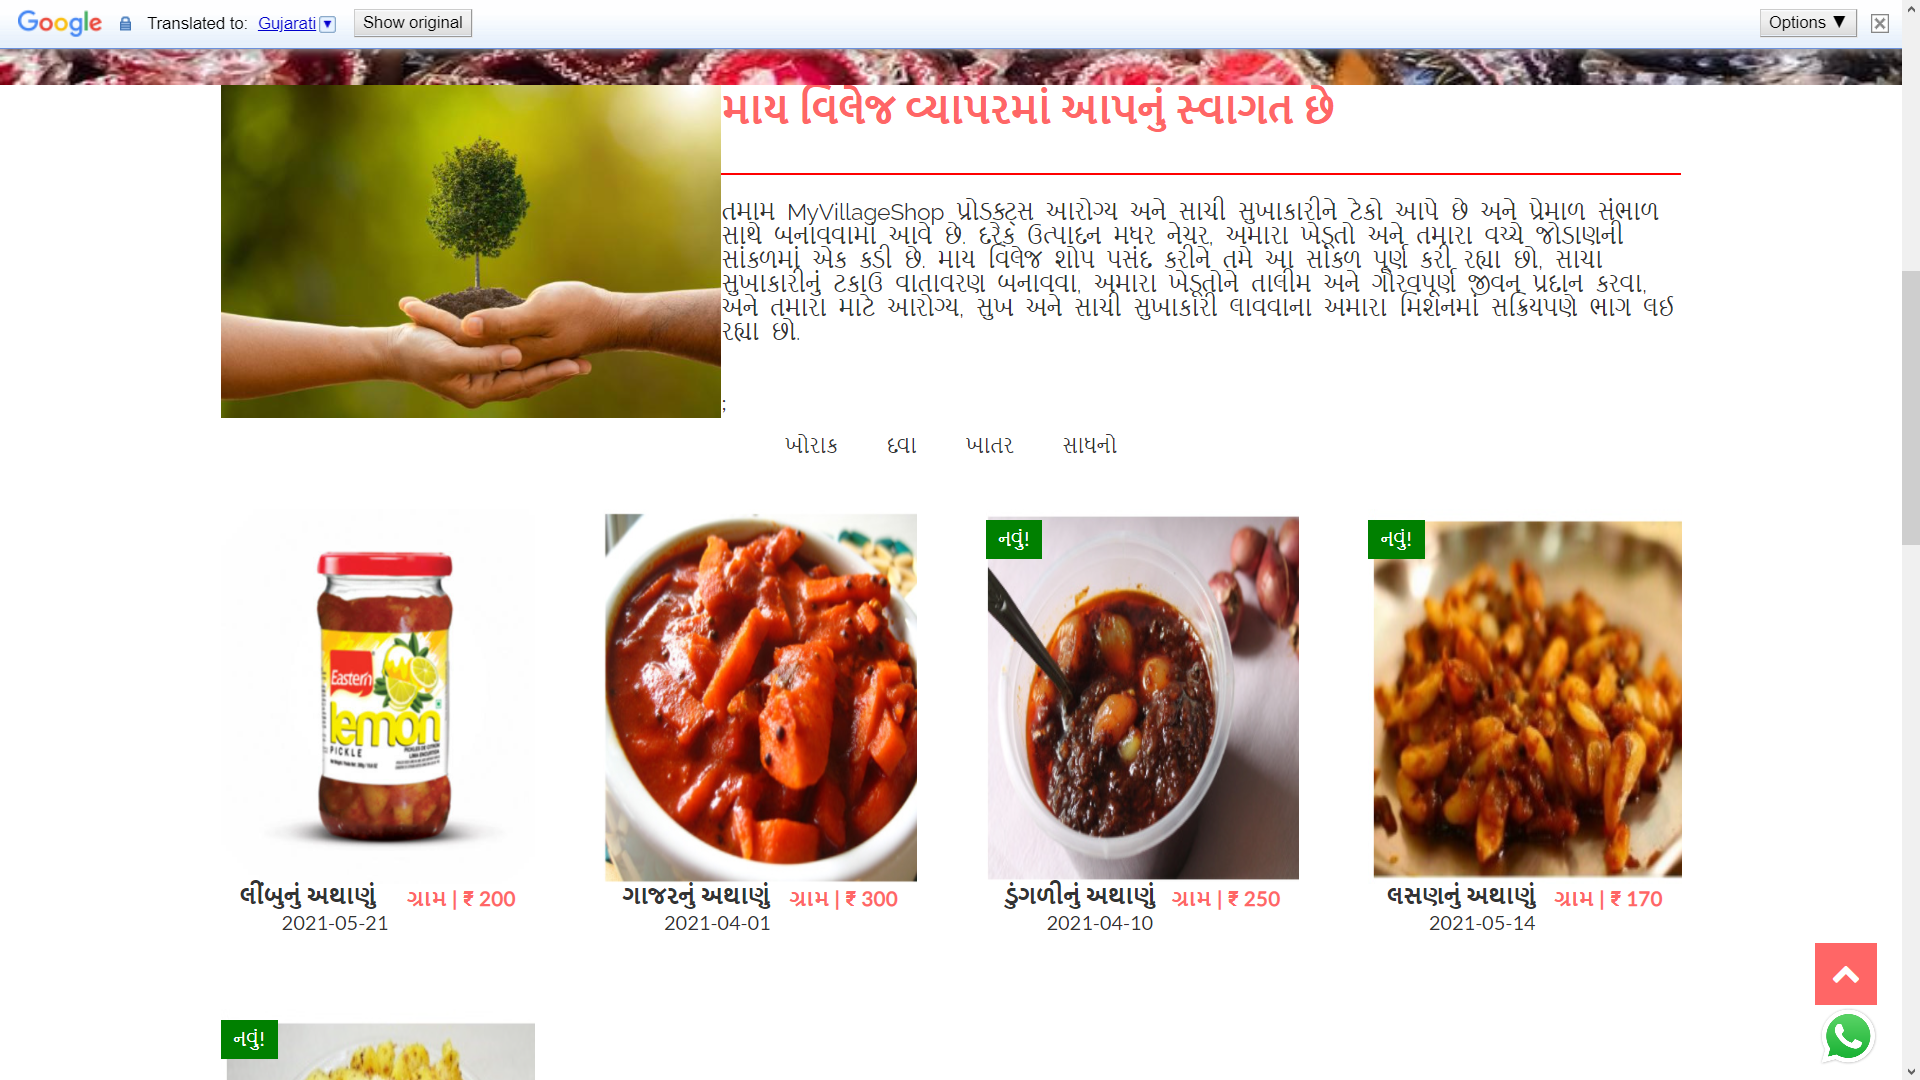 Google Translated to: Gujarati Show original Options ▼
માય વિલેજ વ્યાપરમાં આપનું સ્વાગત છે
તમામ MyVillageShop પ્રોડક્ટ્સ આરોગ્ય અને સાચી સુખાકારીને ટેકો આપે છે અને પ્રેમાળ સંભાળ
સાથે બનાવવામાં આવે છે. દરેક ઉત્પાદન મધર નેચર, અમારા ખેડૂતો અને તમારા વચ્ચે જોડાણની
સાંકળમાં એક કડી છે. માય વિલેજ શોપ પસંદ કરીને તમે આ સાંકળ પૂર્ણ કરી રહ્યા છો, સાચા
સુખાકારીનું ટકાઉ વાતાવરણ બનાવવા, અમારા ખેડૂતોને તાલીમ અને ગૌરવપૂર્ણ જીવન પ્રદાન કરવા,
અને તમારા માટે આરોગ્ય, સુખ અને સાચી સુખાકારી લાવવાના અમારા મિશનમાં સક્રિયપણે ભાગ લઈ
રહ્યા છો.
;
ખોરાક દવા ખાતર સાધનો
Eastern
lemon
PICKLE
નવું!
નવું!
લીંબુનું અથાણું ગ્રામ | ₹ 200
2021-05-21
ગાજરનું અથાણું ગ્રામ | ₹ 300
2021-04-01
ડુંગળીનું અથાણું ગ્રામ | ₹ 250
2021-04-10
લસણનું અથાણું ગ્રામ | ₹ 170
2021-05-14
નવું!